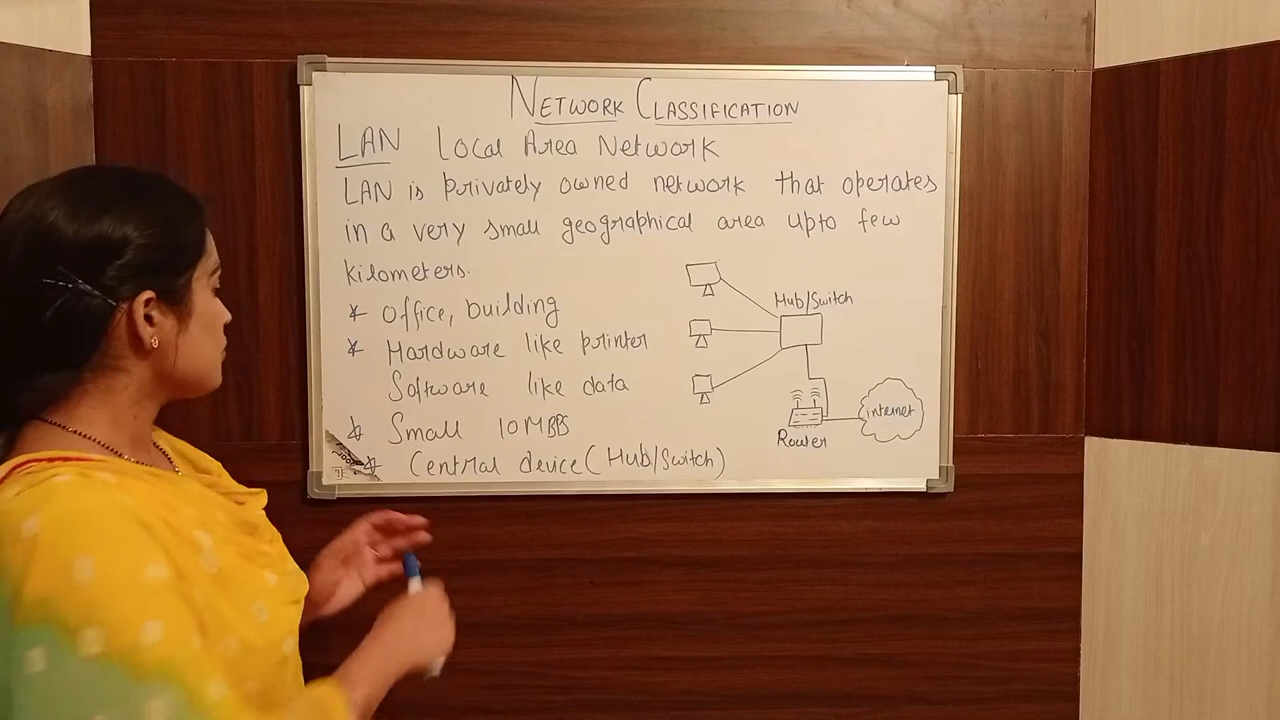 NETWORK CLASSIFICATION
LAN Local Area Network
LAN is privately owned network that operates
in a very small geographical area upto few
kilometers.
* Office, building
* Hardware like printer
Software like data
* Small 10MBPS
* Central device (Hub/Switch)
Hub/Switch
internet
Router